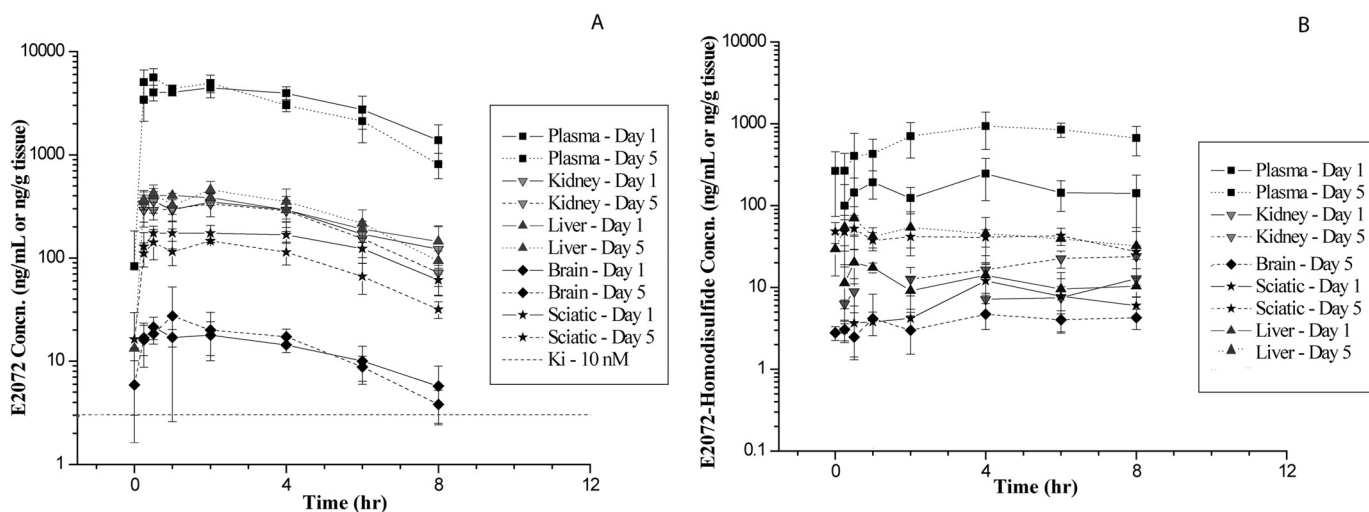 A
E2072 Concn. (ng/mL or ng/g tissue)
10000
1000
100
10
1
0
4
8
12
Time (hr)
Plasma - Day 1
Plasma - Day 5
Kidney - Day 1
Kidney - Day 5
Liver - Day 1
Liver - Day 5
Brain - Day 1
Brain - Day 5
Sciatic - Day 1
Sciatic - Day 5
Ki - 10 nM
B
E2072-Homodisulfide Concn. (ng/mL or ng/g tissue)
10000
1000
100
10
1
0.1
0
4
8
12
Time (hr)
Plasma - Day 1
Plasma - Day 5
Kidney - Day 1
Kidney - Day 5
Brain - Day 5
Sciatic - Day 1
Sciatic - Day 5
Liver - Day 1
Liver - Day 5